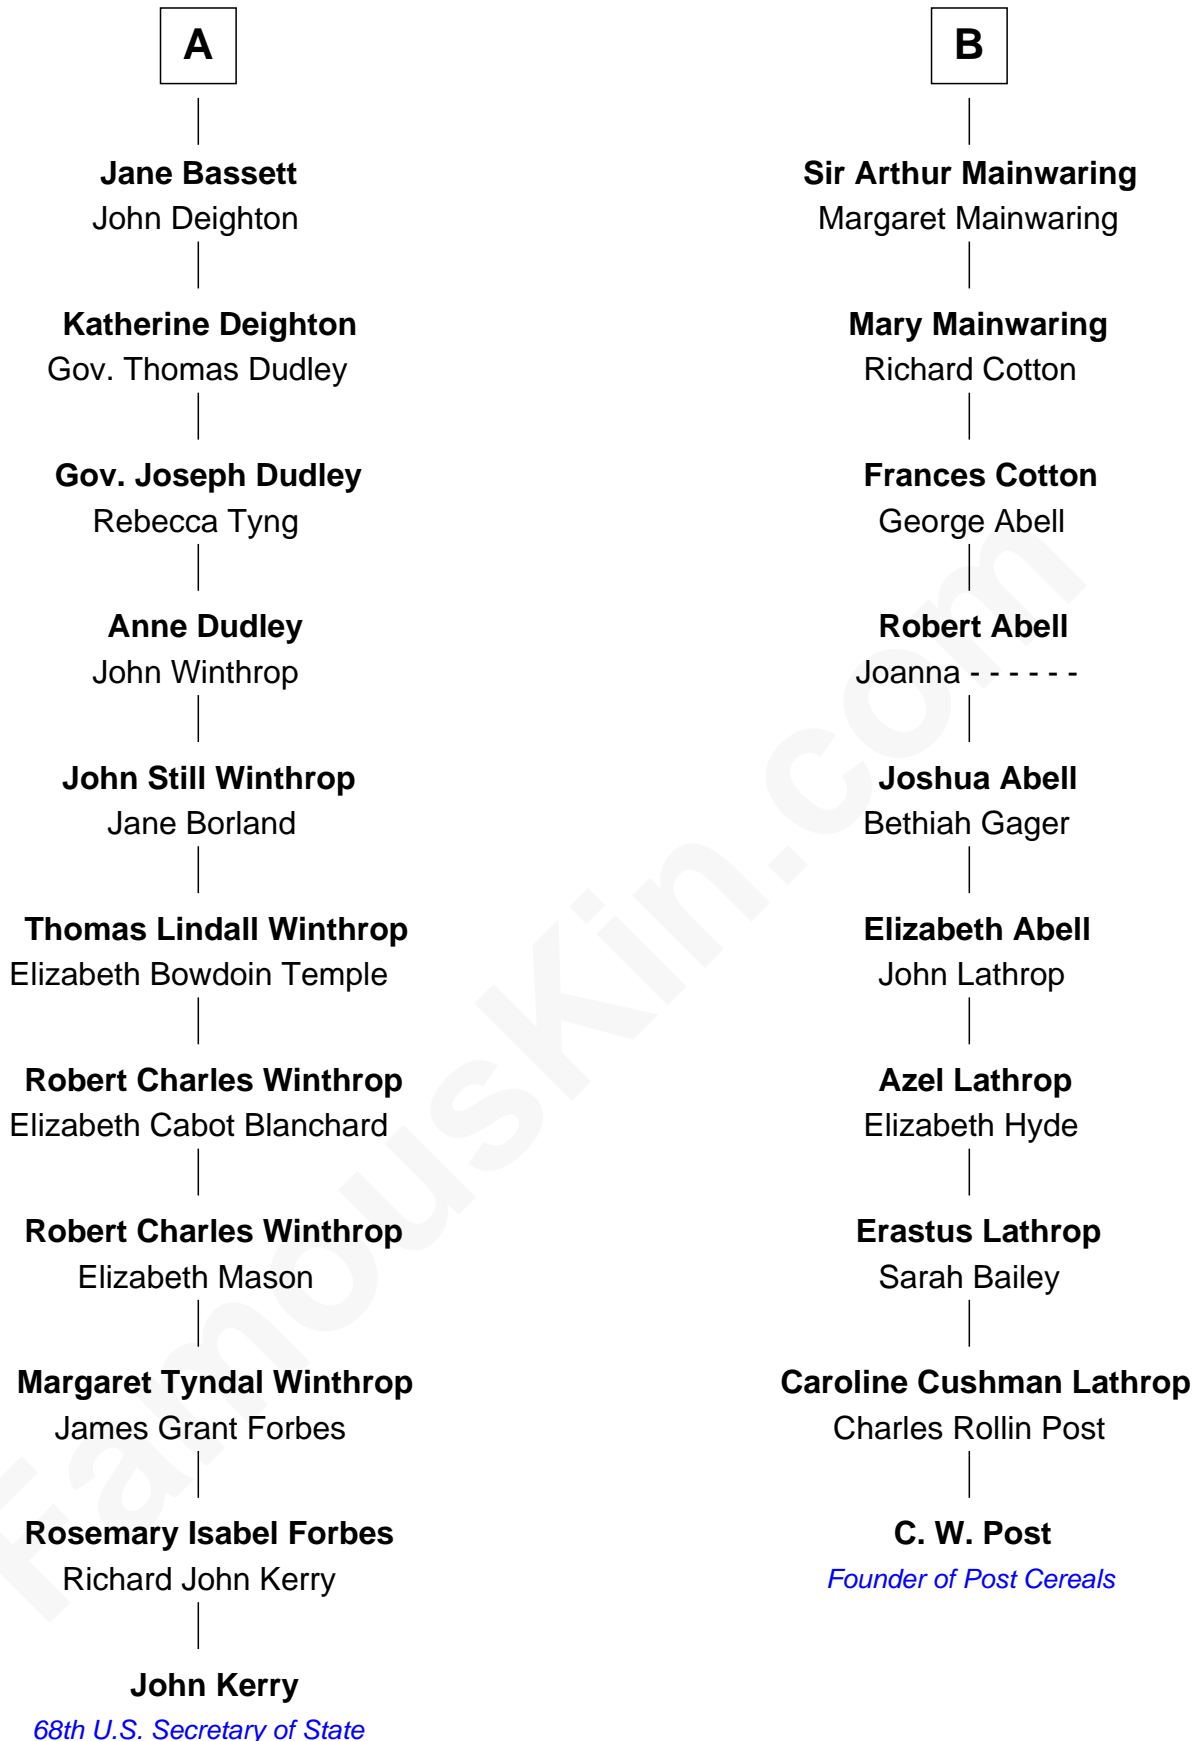 A
Jane Bassett
John Deighton
Katherine Deighton
Gov. Thomas Dudley
Gov. Joseph Dudley
Rebecca Tyng
Anne Dudley
John Winthrop
John Still Winthrop
Jane Borland
Thomas Lindall Winthrop
Elizabeth Bowdoin Temple
Robert Charles Winthrop
Elizabeth Cabot Blanchard
Robert Charles Winthrop
Elizabeth Mason
Margaret Tyndal Winthrop
James Grant Forbes
Rosemary Isabel Forbes
Richard John Kerry
John Kerry
68th U.S. Secretary of State
B
Sir Arthur Mainwaring
Margaret Mainwaring
Mary Mainwaring
Richard Cotton
Frances Cotton
George Abell
Robert Abell
Joanna - - - - - -
Joshua Abell
Bethiah Gager
Elizabeth Abell
John Lathrop
Azel Lathrop
Elizabeth Hyde
Erastus Lathrop
Sarah Bailey
Caroline Cushman Lathrop
Charles Rollin Post
C. W. Post
Founder of Post Cereals
FamousKin.com